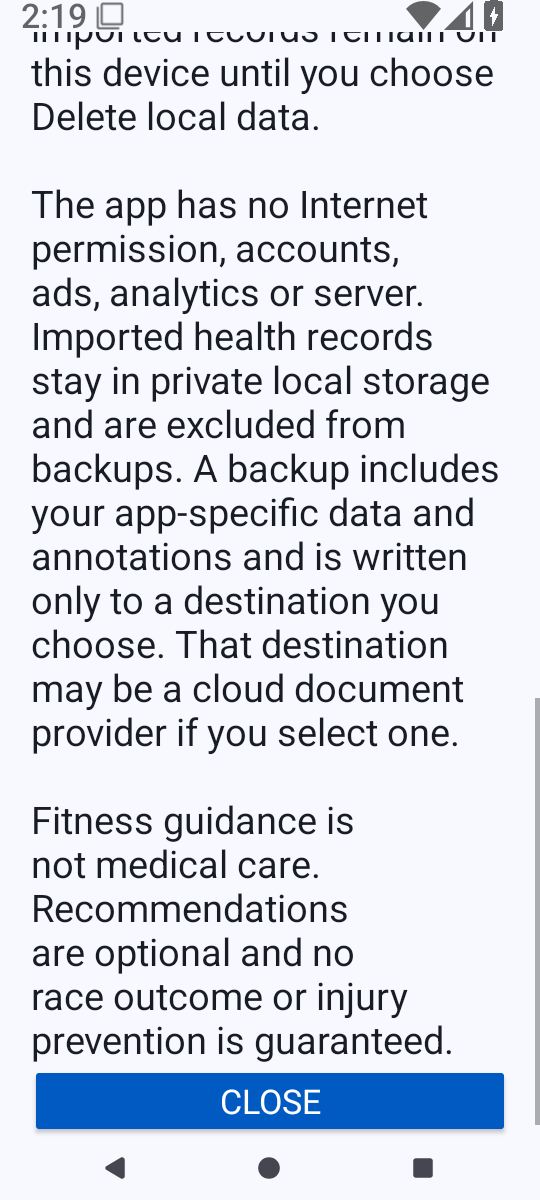 2:19
imported records remain on
this device until you choose
Delete local data.
The app has no Internet
permission, accounts,
ads, analytics or server.
Imported health records
stay in private local storage
and are excluded from
backups. A backup includes
your app-specific data and
annotations and is written
only to a destination you
choose. That destination
may be a cloud document
provider if you select one.
Fitness guidance is
not medical care.
Recommendations
are optional and no
race outcome or injury
prevention is guaranteed.
CLOSE